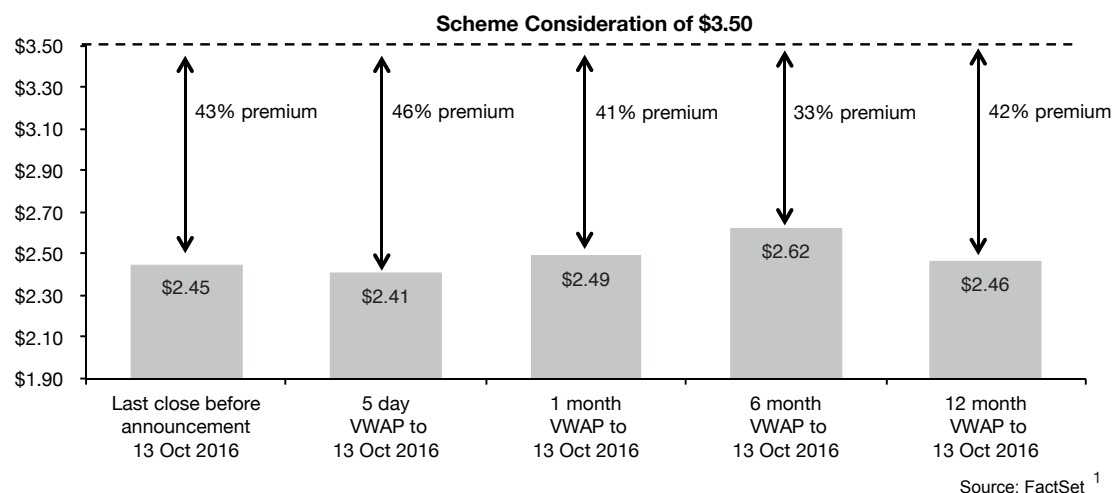 Scheme Consideration of $3.50
$3.50
$3.30
$3.10
$2.90
$2.70
$2.50
$2.30
$2.10
$1.90
43% premium
46% premium
41% premium
33% premium
42% premium
$2.45
$2.41
$2.49
$2.62
$2.46
Last close before
announcement
13 Oct 2016
5 day
VWAP to
13 Oct 2016
1 month
VWAP to
13 Oct 2016
6 month
VWAP to
13 Oct 2016
12 month
VWAP to
13 Oct 2016
Source: FactSet 1